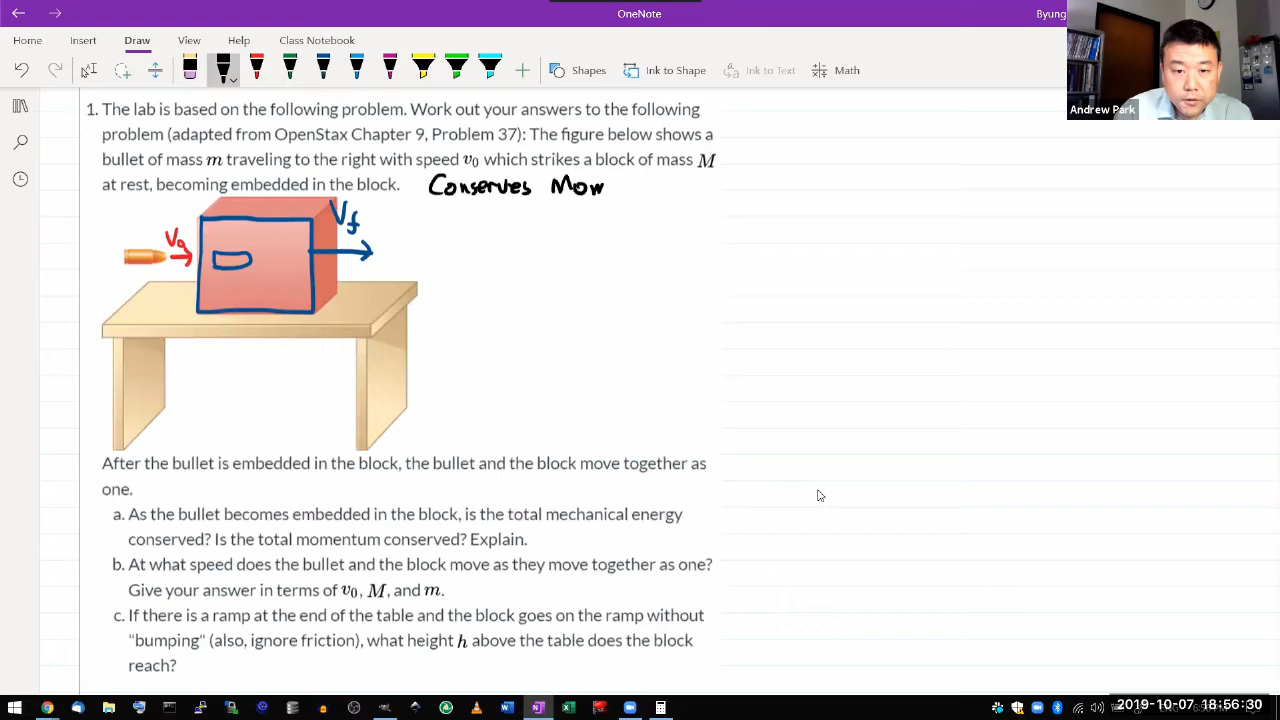 OneNote
Byung
Home Insert Draw View Help Class Notebook
Shapes Ink to Shape Ink to Text Math
Andrew Park
1. The lab is based on the following problem. Work out your answers to the following
problem (adapted from OpenStax Chapter 9, Problem 37): The figure below shows a
bullet of mass m traveling to the right with speed v₀ which strikes a block of mass M
at rest, becoming embedded in the block. Conserves Mom
V₀
V_f
After the bullet is embedded in the block, the bullet and the block move together as
one.
a. As the bullet becomes embedded in the block, is the total mechanical energy
conserved? Is the total momentum conserved? Explain.
b. At what speed does the bullet and the block move as they move together as one?
Give your answer in terms of v₀, M, and m.
c. If there is a ramp at the end of the table and the block goes on the ramp without
"bumping" (also, ignore friction), what height h above the table does the block
reach?
2019-10-07 18:56:30